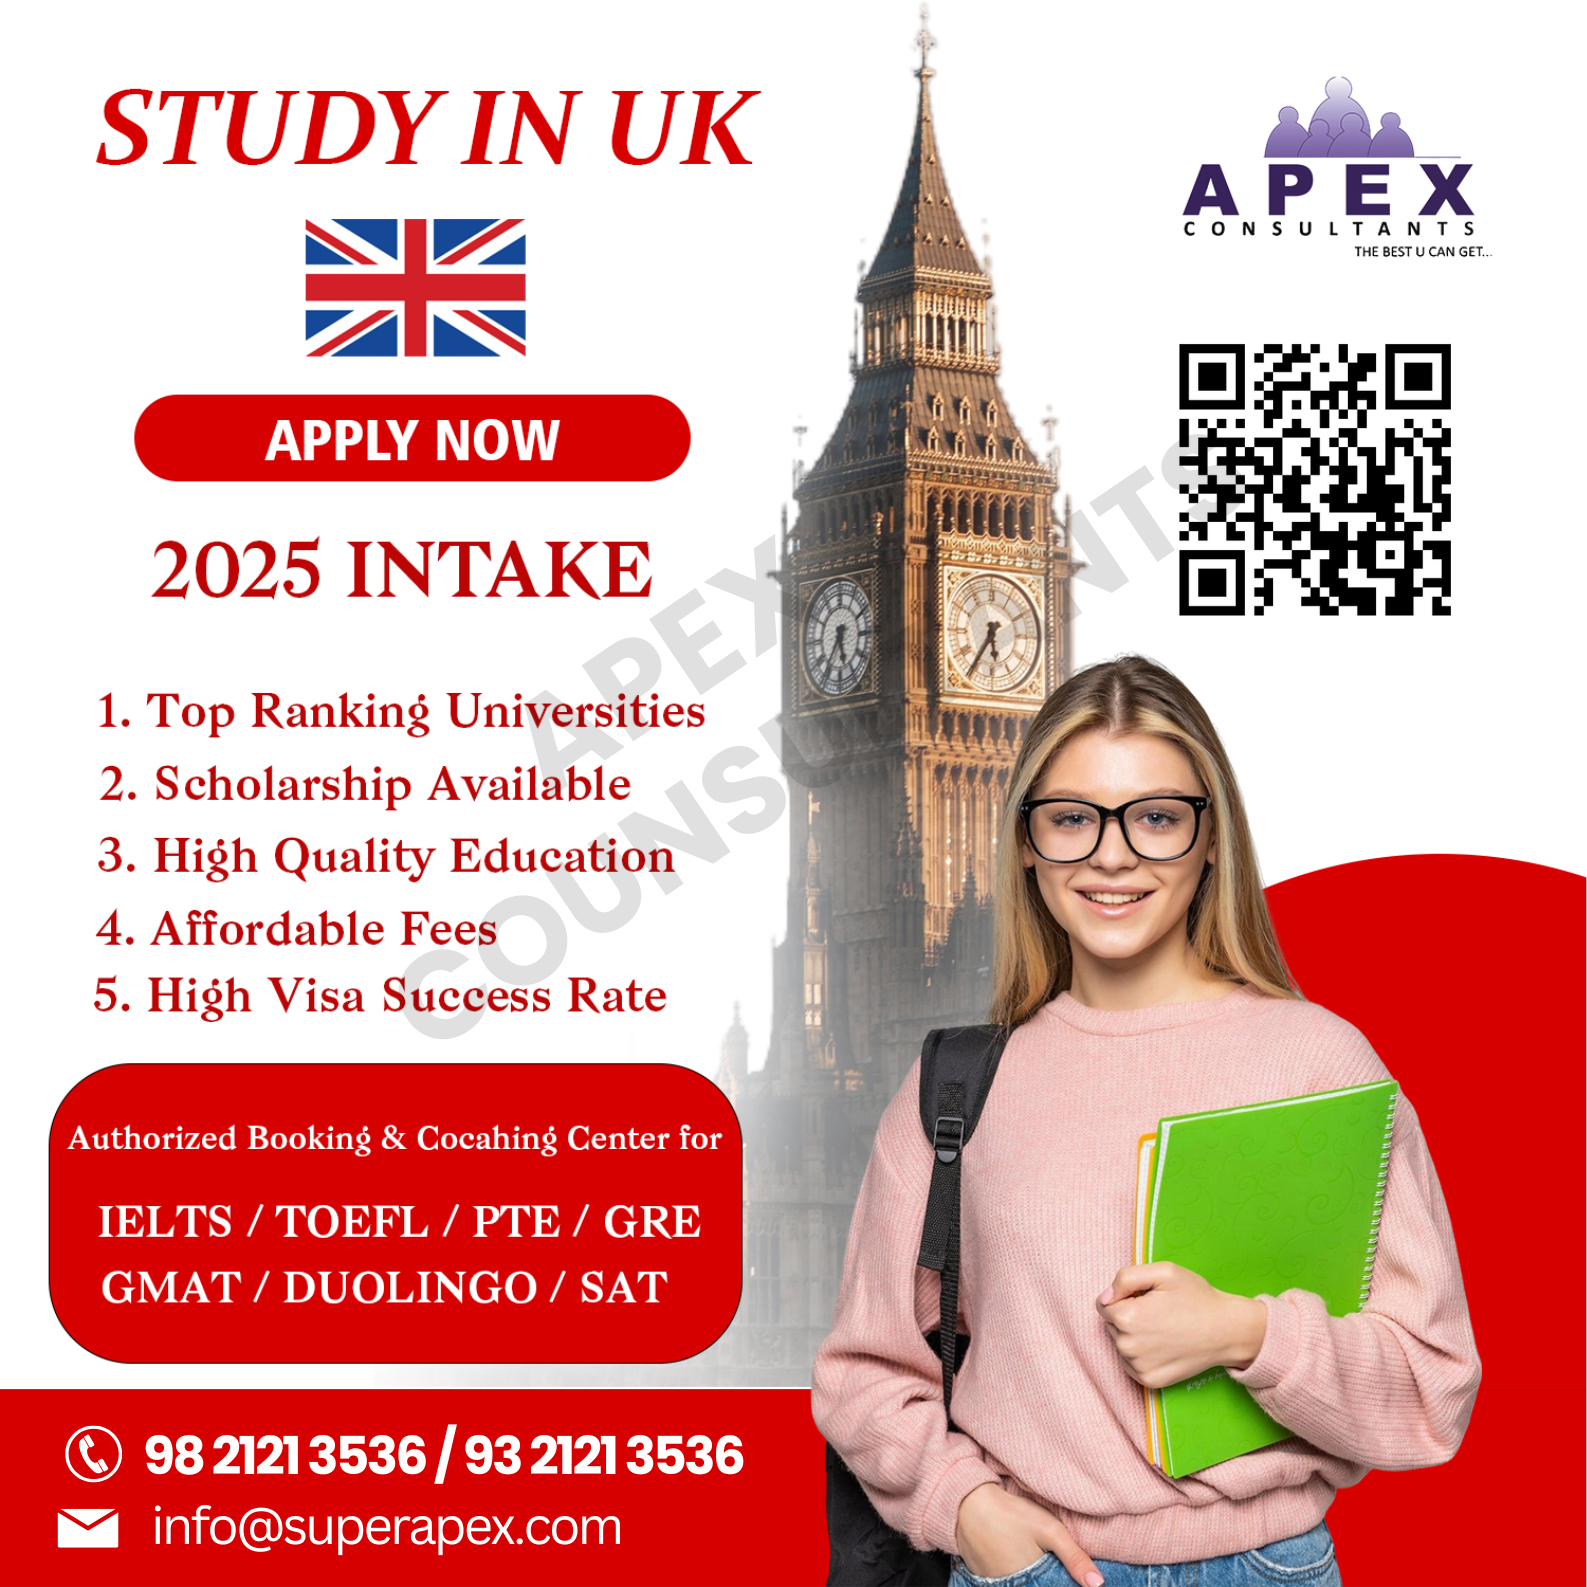 STUDY IN UK
APEX
CONSULTANTS
THE BEST U CAN GET...
APPLY NOW
2025 INTAKE
1. Top Ranking Universities
2. Scholarship Available
3. High Quality Education
4. Affordable Fees
5. High Visa Success Rate
APEX
Authorized Booking & Cocahing Center for
IELTS / TOEFL / PTE / GRE
GMAT / DUOLINGO / SAT
98 2121 3536 / 93 2121 3536
info@superapex.com